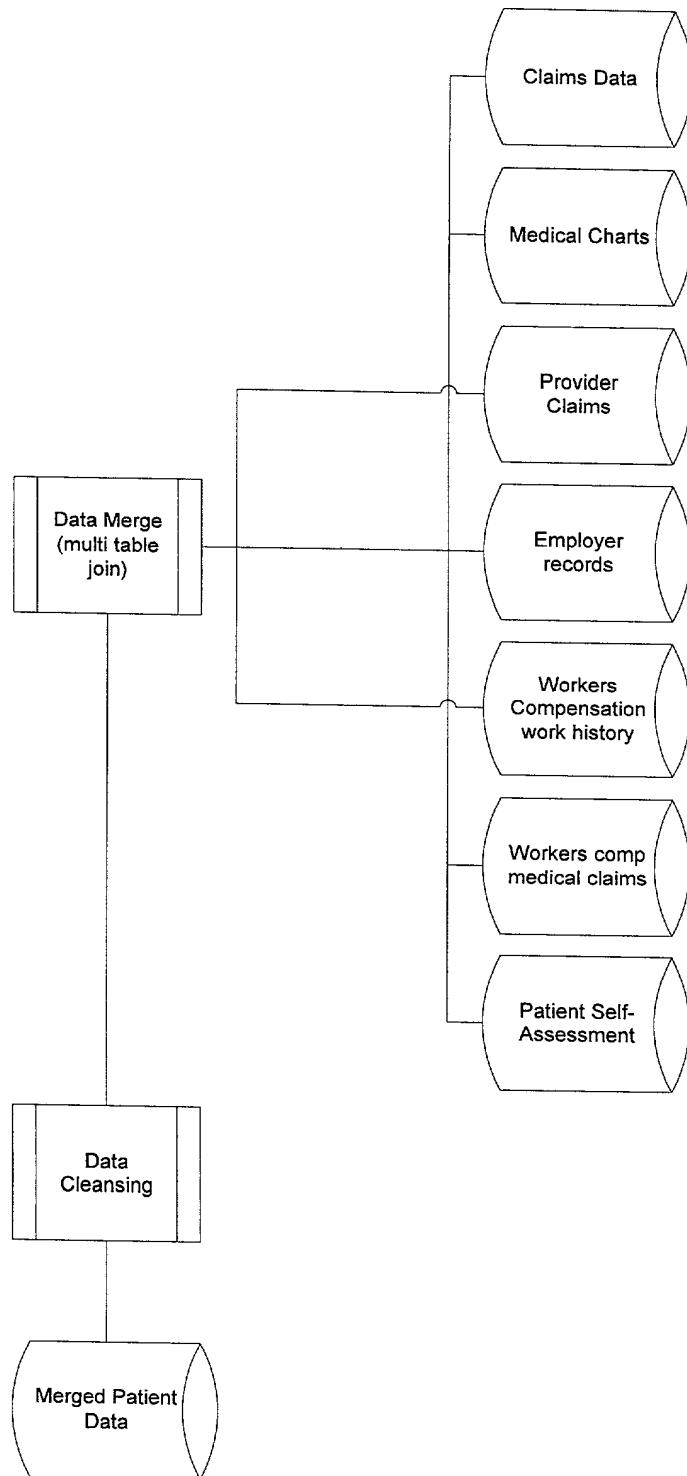 Claims Data
Medical Charts
Provider
Claims
Data Merge
(multi table
join)
Employer
records
Workers
Compensation
work history
Workers comp
medical claims
Patient Self-
Assessment
Data
Cleansing
Merged Patient
Data